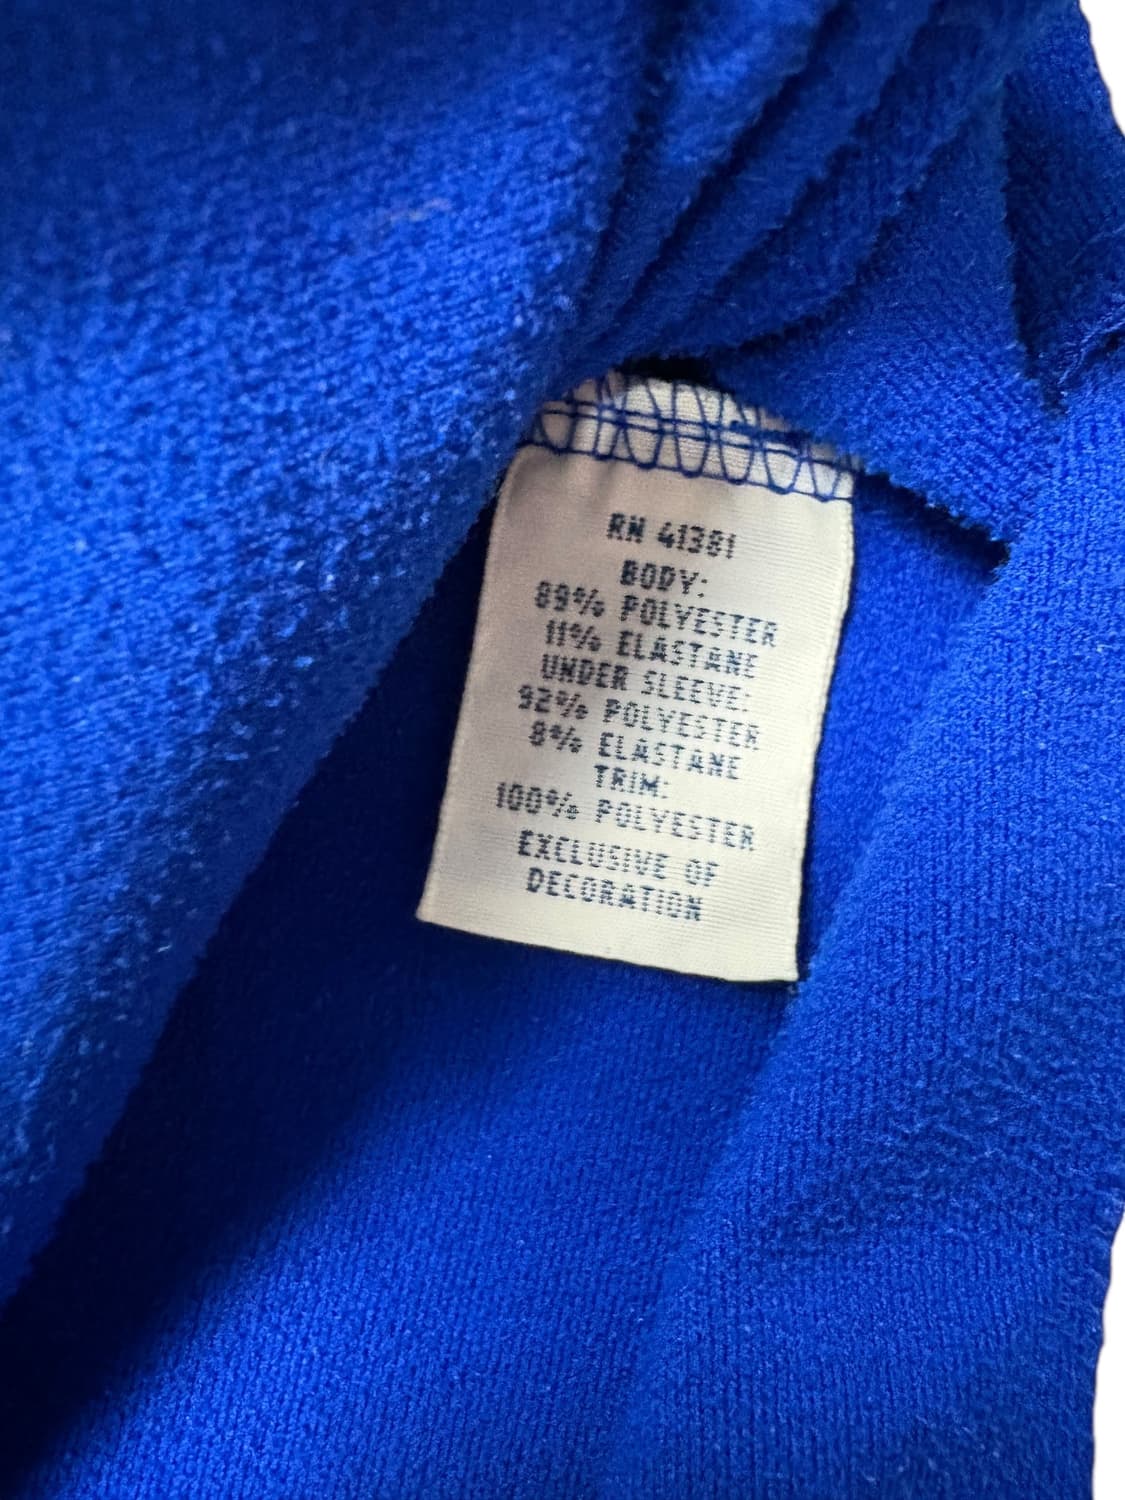 RN 41381
BODY:
89% POLYESTER
11% ELASTANE
UNDER SLEEVE:
92% POLYESTER
8% ELASTANE
TRIM:
100% POLYESTER
EXCLUSIVE OF
DECORATION